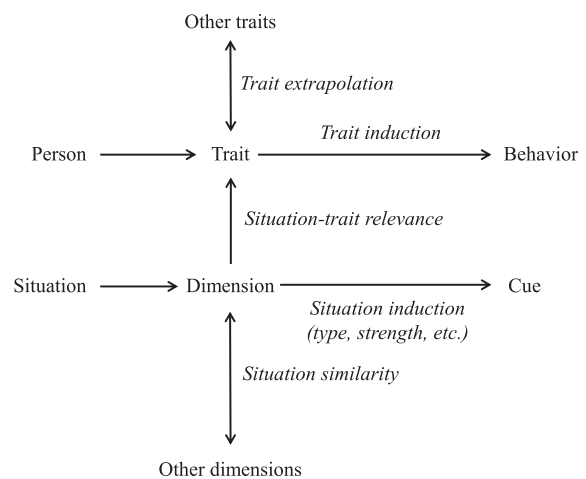 Other traits
Trait extrapolation
Trait induction
Person
Trait
Behavior
Situation-trait relevance
Situation
Dimension
Cue
Situation induction
(type, strength, etc.)
Situation similarity
Other dimensions